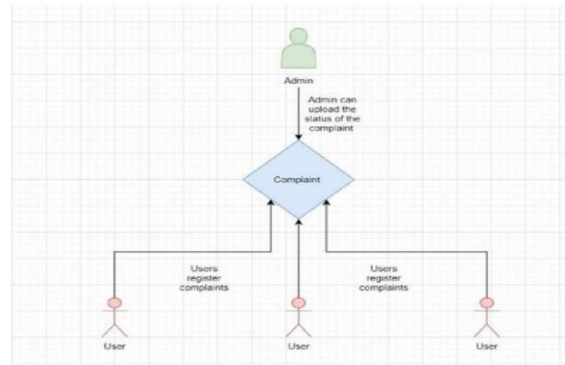 Admin
Admin can
upload the
status of the
complaint
Complaint
Users
register
complaints
Users
register
complaints
User
User
User